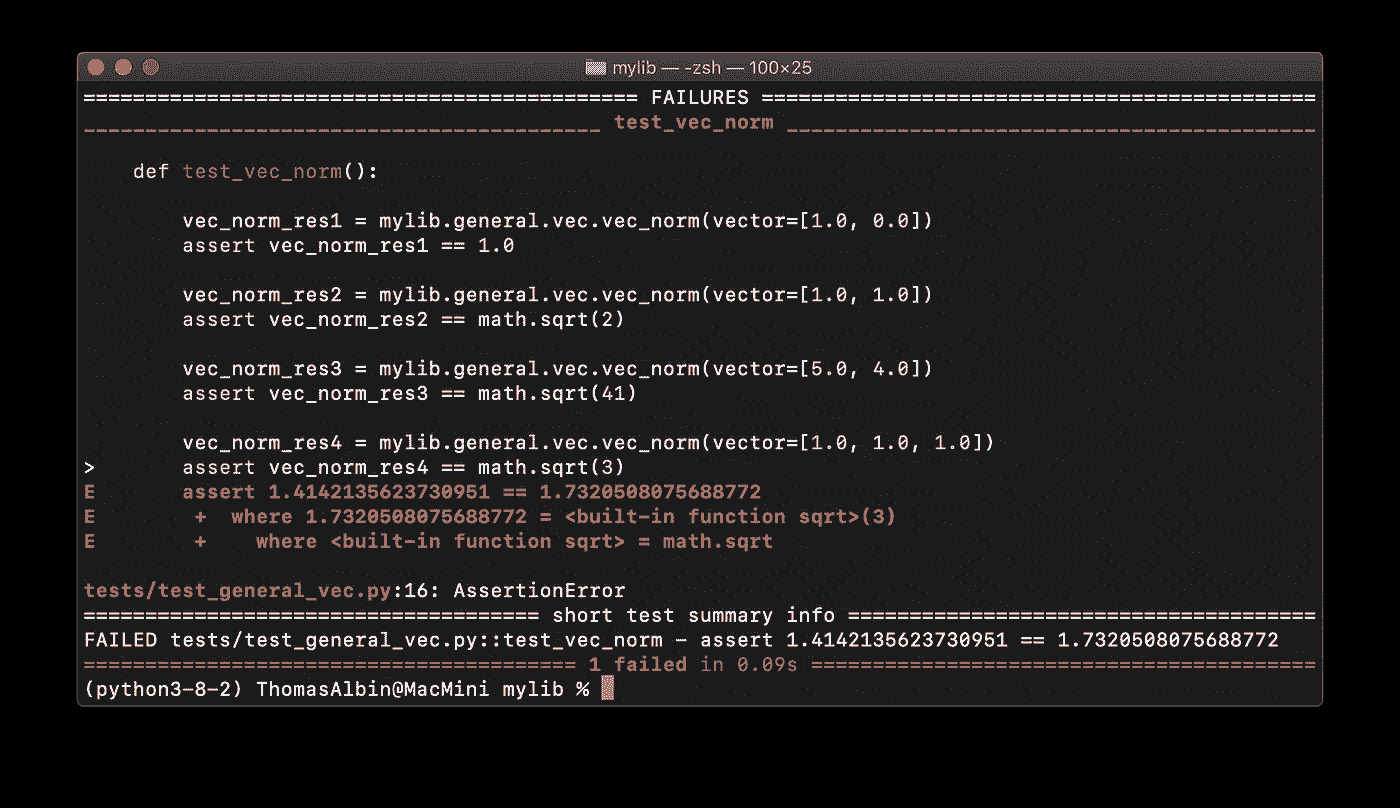 mylib — -zsh — 100×25
============================================= FAILURES =============================================
__________________________________________ test_vec_norm ___________________________________________
def test_vec_norm():
vec_norm_res1 = mylib.general.vec.vec_norm(vector=[1.0, 0.0])
assert vec_norm_res1 == 1.0
vec_norm_res2 = mylib.general.vec.vec_norm(vector=[1.0, 1.0])
assert vec_norm_res2 == math.sqrt(2)
vec_norm_res3 = mylib.general.vec.vec_norm(vector=[5.0, 4.0])
assert vec_norm_res3 == math.sqrt(41)
vec_norm_res4 = mylib.general.vec.vec_norm(vector=[1.0, 1.0, 1.0])
> assert vec_norm_res4 == math.sqrt(3)
E assert 1.4142135623730951 == 1.7320508075688772
E + where 1.7320508075688772 = <built-in function sqrt>(3)
E + where <built-in function sqrt> = math.sqrt
tests/test_general_vec.py:16: AssertionError
===================================== short test summary info ======================================
FAILED tests/test_general_vec.py::test_vec_norm - assert 1.4142135623730951 == 1.7320508075688772
======================================== 1 failed in 0.09s =========================================
(python3-8-2) ThomasAlbin@MacMini mylib %